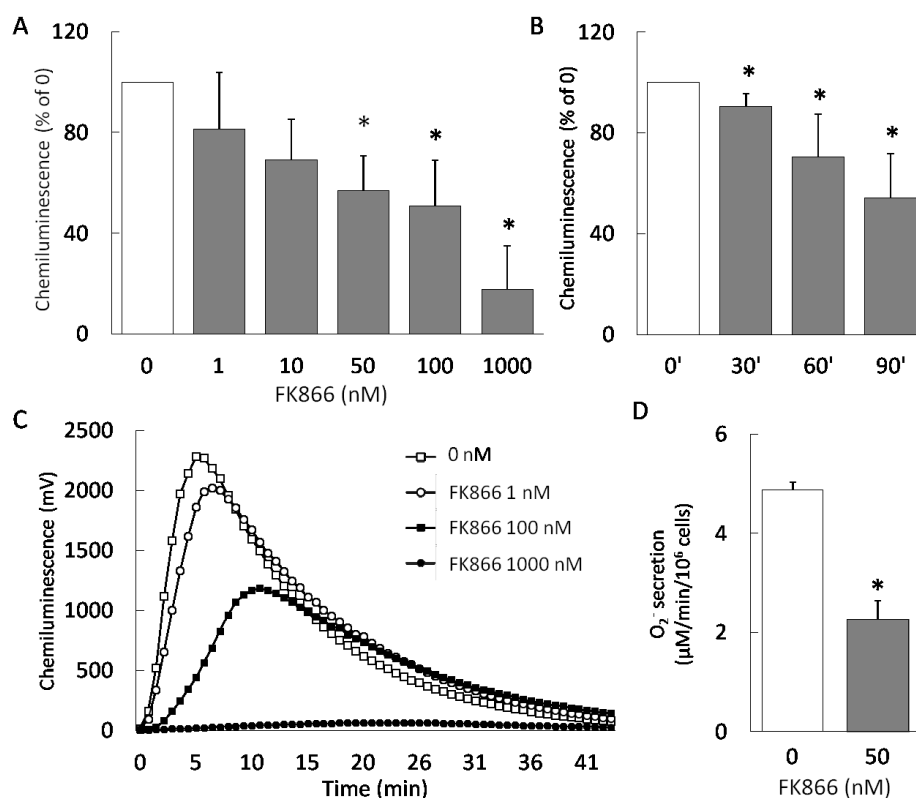 A
Chemiluminescence (% of 0)
120
80
40
0
*
*
*
0 1 10 50 100 1000
FK866 (nM)
B
Chemiluminescence (% of 0)
120
80
40
0
*
*
*
0' 30' 60' 90'
C
Chemiluminescence (mV)
2500
2000
1500
1000
500
0
0 nM
FK866 1 nM
FK866 100 nM
FK866 1000 nM
0 5 10 15 20 26 31 36 41
Time (min)
D
O₂⁻ secretion
(µM/min/10⁶ cells)
6
4
2
0
*
0 50
FK866 (nM)